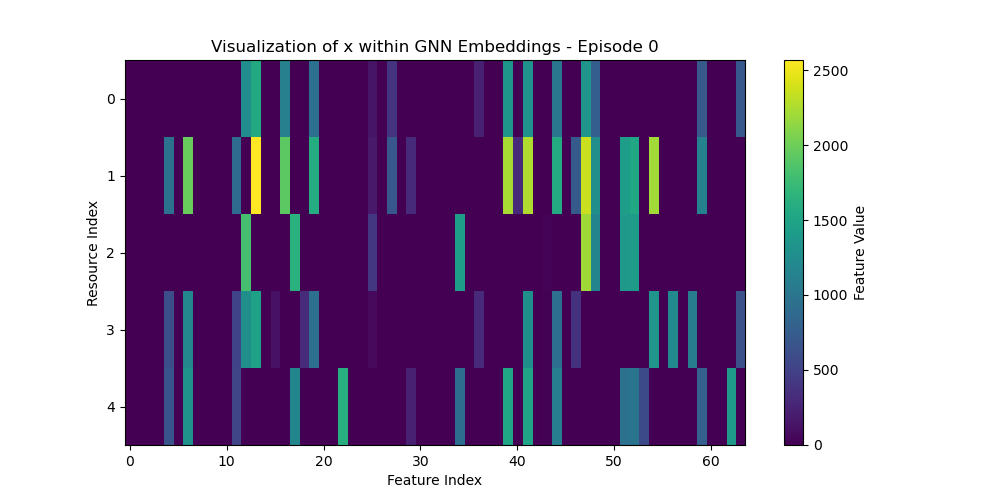 Visualization of x within GNN Embeddings - Episode 0
Resource Index
0
1
2
3
4
0 10 20 30 40 50 60
Feature Index
2500
2000
1500
1000
500
0
Feature Value